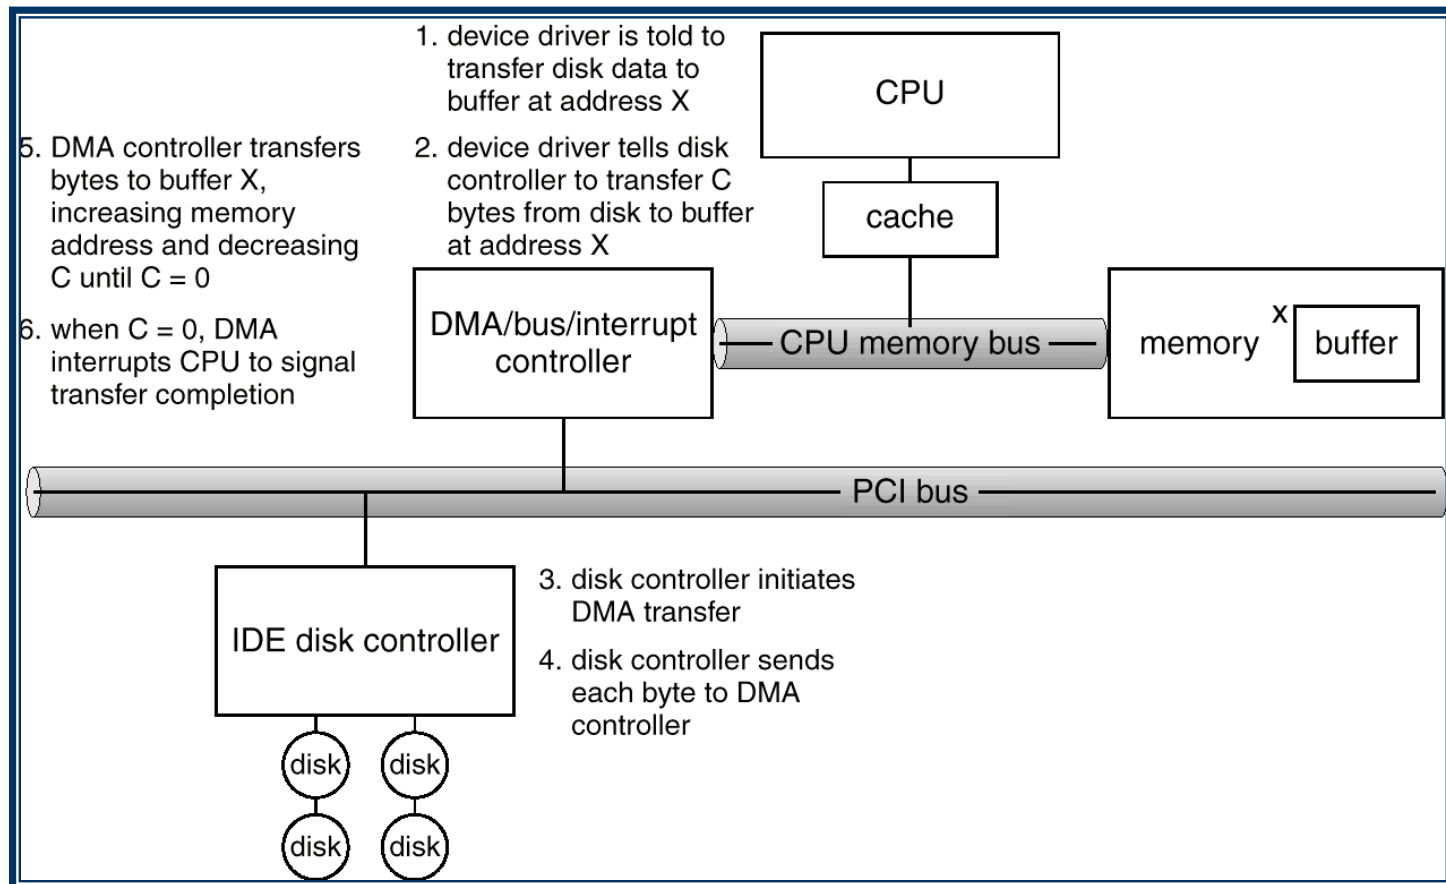 1. device driver is told to
transfer disk data to
buffer at address X
2. device driver tells disk
controller to transfer C
bytes from disk to buffer
at address X
5. DMA controller transfers
bytes to buffer X,
increasing memory
address and decreasing
C until C = 0
6. when C = 0, DMA
interrupts CPU to signal
transfer completion
CPU
cache
DMA/bus/interrupt
controller
CPU memory bus
memory
x
buffer
PCI bus
IDE disk controller
3. disk controller initiates
DMA transfer
4. disk controller sends
each byte to DMA
controller
disk
disk
disk
disk